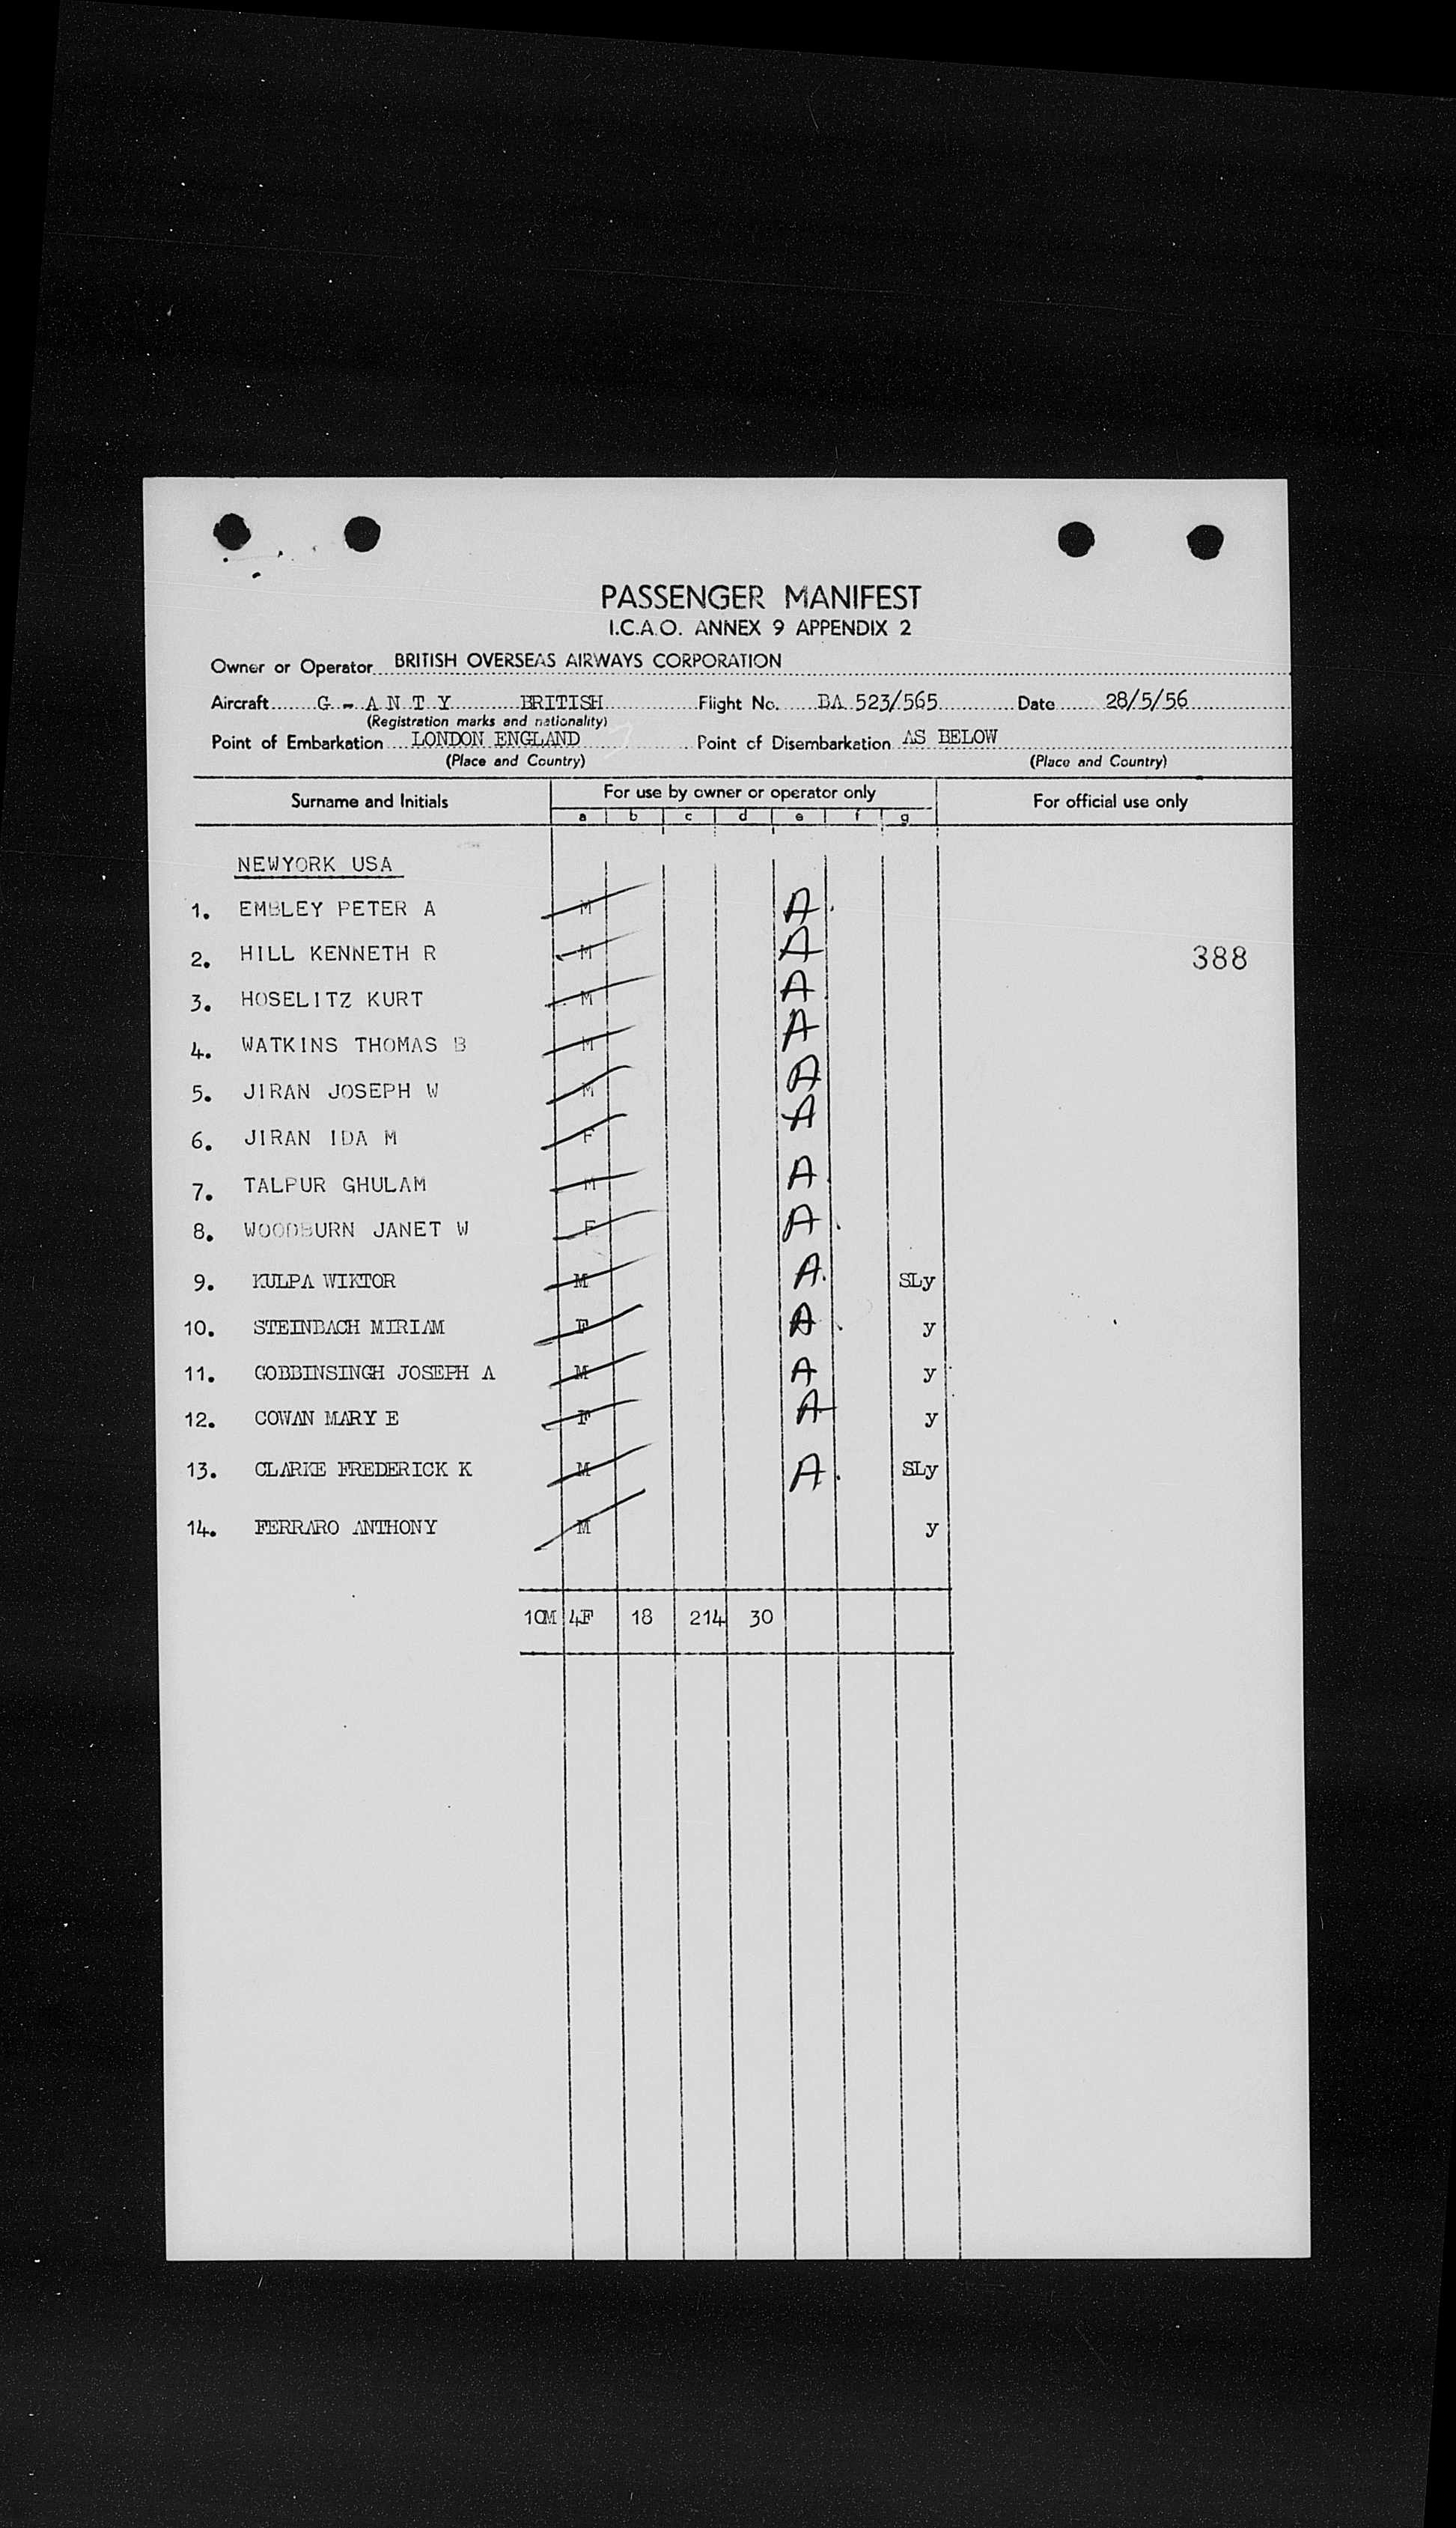 PASSENGER MANIFEST
I.C.A.O. ANNEX 9 APPENDIX 2
Owner or Operator BRITISH OVERSEAS AIRWAYS CORPORATION
Aircraft G - A N T Y BRITISH Flight No. BA 523/565 Date 28/5/56
(Registration marks and nationality)
Point of Embarkation LONDON ENGLAND Point of Disembarkation AS BELOW
(Place and Country) (Place and Country)
Surname and Initials For use by owner or operator only For official use only
a b c d e f g
NEWYORK USA
1. EMBLEY PETER A M A
2. HILL KENNETH R M A 388
3. HOSELITZ KURT M A
4. WATKINS THOMAS B M A
5. JIRAN JOSEPH W M A
6. JIRAN IDA M F A
7. TALPUR GHULAM M A
8. WOODBURN JANET W F A
9. KULPA WIKTOR M A SLy
10. STEINBACH MIRIAM F A y
11. GOBBINSINGH JOSEPH A M A y
12. COWAN MARY E F A y
13. CLARKE FREDERICK K M A SLy
14. FERRARO ANTHONY M y
10M 4F 18 214 30